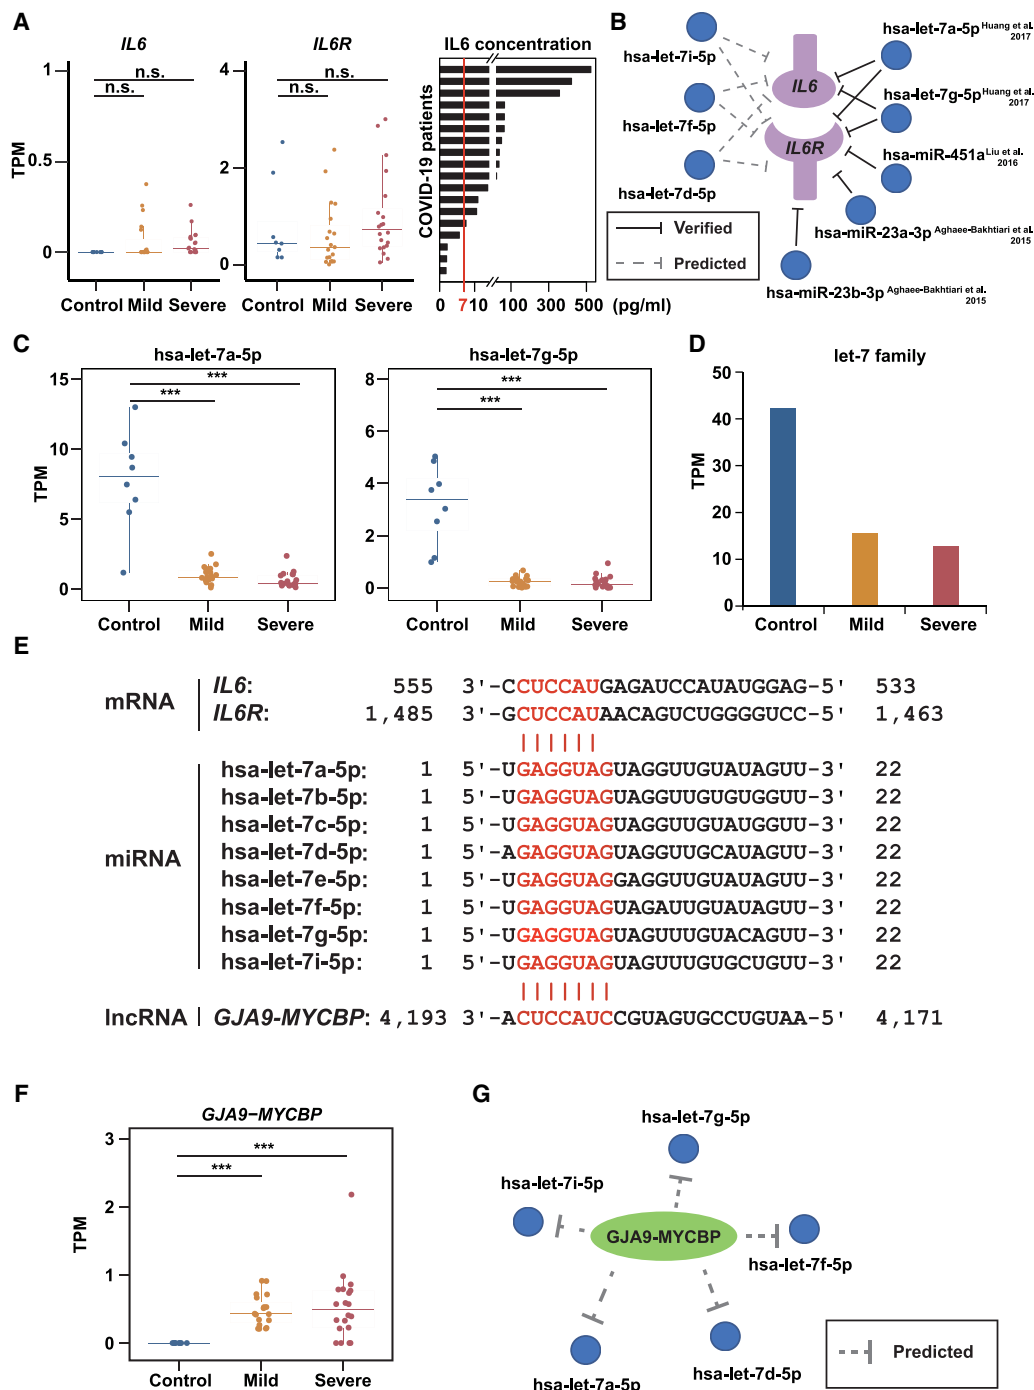 A
IL6
IL6R
IL6 concentration
TPM
1
0.5
0
n.s.
n.s.
Control Mild Severe
4
2
0
n.s.
n.s.
Control Mild Severe
COVID-19 patients
0 7 10 100 300 500 (pg/ml)
B
hsa-let-7i-5p
hsa-let-7f-5p
hsa-let-7d-5p
IL6
IL6R
hsa-let-7a-5p Huang et al. 2017
hsa-let-7g-5p Huang et al. 2017
hsa-miR-451a Liu et al. 2016
hsa-miR-23a-3p Aghaee-Bakhtiari et al. 2015
hsa-miR-23b-3p Aghaee-Bakhtiari et al. 2015
Verified
Predicted
C
hsa-let-7a-5p
TPM
15
10
5
0
***
***
Control Mild Severe
hsa-let-7g-5p
8
6
4
2
0
***
***
Control Mild Severe
D
let-7 family
TPM
50
40
30
20
10
0
Control Mild Severe
E
mRNA
IL6: 555 3'-CCUCCAUGAGAUCCAUAUGGAG-5' 533
IL6R: 1,485 3'-GCUCCAUAACAGUCUGGGGUCC-5' 1,463
miRNA
hsa-let-7a-5p: 1 5'-UGAGGUAGUAGGUUGUAUAGUU-3' 22
hsa-let-7b-5p: 1 5'-UGAGGUAGUAGGUUGUGUGGUU-3' 22
hsa-let-7c-5p: 1 5'-UGAGGUAGUAGGUUGUAUGGUU-3' 22
hsa-let-7d-5p: 1 5'-AGAGGUAGUAGGUUGCAUAGUU-3' 22
hsa-let-7e-5p: 1 5'-UGAGGUAGGAGGUUGUAUAGUU-3' 22
hsa-let-7f-5p: 1 5'-UGAGGUAGUAGAUUGUAUAGUU-3' 22
hsa-let-7g-5p: 1 5'-UGAGGUAGUAGUUUGUACAGUU-3' 22
hsa-let-7i-5p: 1 5'-UGAGGUAGUAGUUUGUGCUGUU-3' 22
lncRNA GJA9-MYCBP: 4,193 3'-ACUCCAUCCGUAGUGCCUGUAA-5' 4,171
F
GJA9-MYCBP
TPM
3
2
1
0
***
***
Control Mild Severe
G
hsa-let-7g-5p
hsa-let-7i-5p
GJA9-MYCBP
hsa-let-7f-5p
hsa-let-7a-5p
hsa-let-7d-5p
Predicted